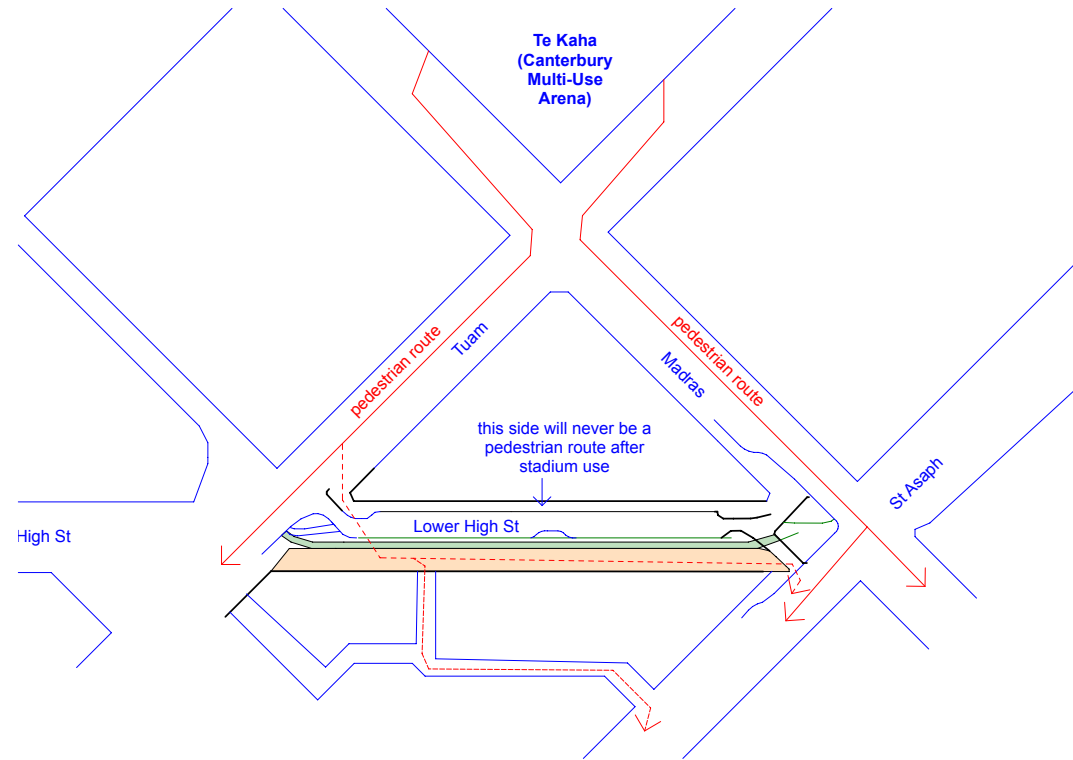 Te Kaha
(Canterbury
Multi-Use
Arena)
pedestrian route
Tuam
Madras
pedestrian route
this side will never be a
pedestrian route after
stadium use
St Asaph
High St
Lower High St